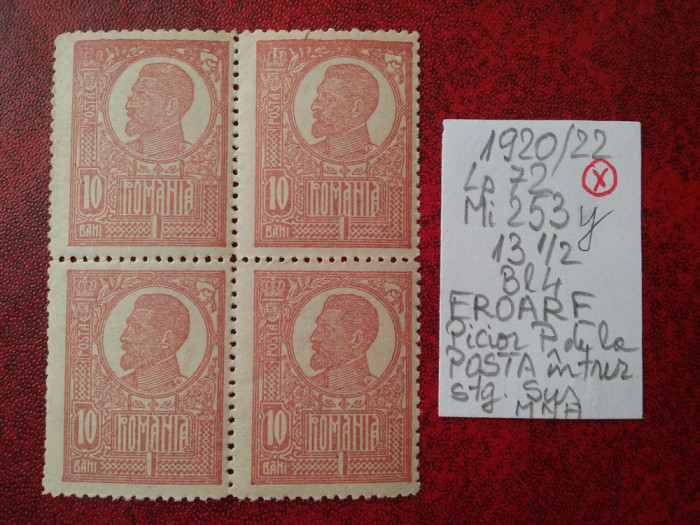 POSTA
10 ROMANIA
BANI
POSTA
10 ROMANIA
BANI
POSTA
10 ROMANIA
BANI
POSTA
10 ROMANIA
BANI
1920/22
Lp 72 X
Mi 253 y
13 1/2
Bl4
EROARE
Picior P de la
POSTA întrer
stg. Sus
MNH